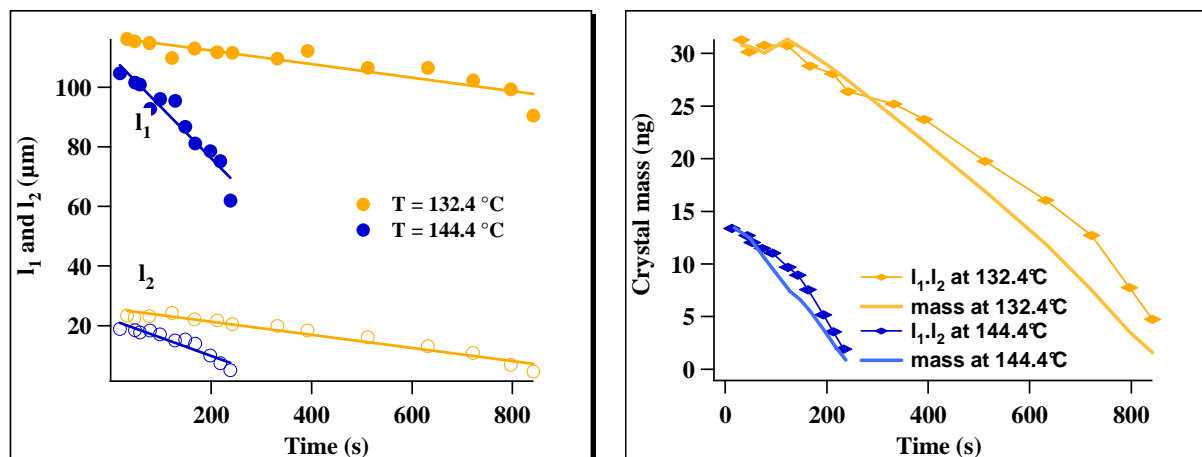 100
80
60
40
20
l₁ and l₂ (µm)
l₁
T = 132.4 °C
T = 144.4 °C
l₂
200
400
600
800
Time (s)
30
25
20
15
10
5
0
Crystal mass (ng)
l₁.l₂ at 132.4°C
mass at 132.4°C
l₁.l₂ at 144.4°C
mass at 144.4°C
0
200
400
600
800
Time (s)